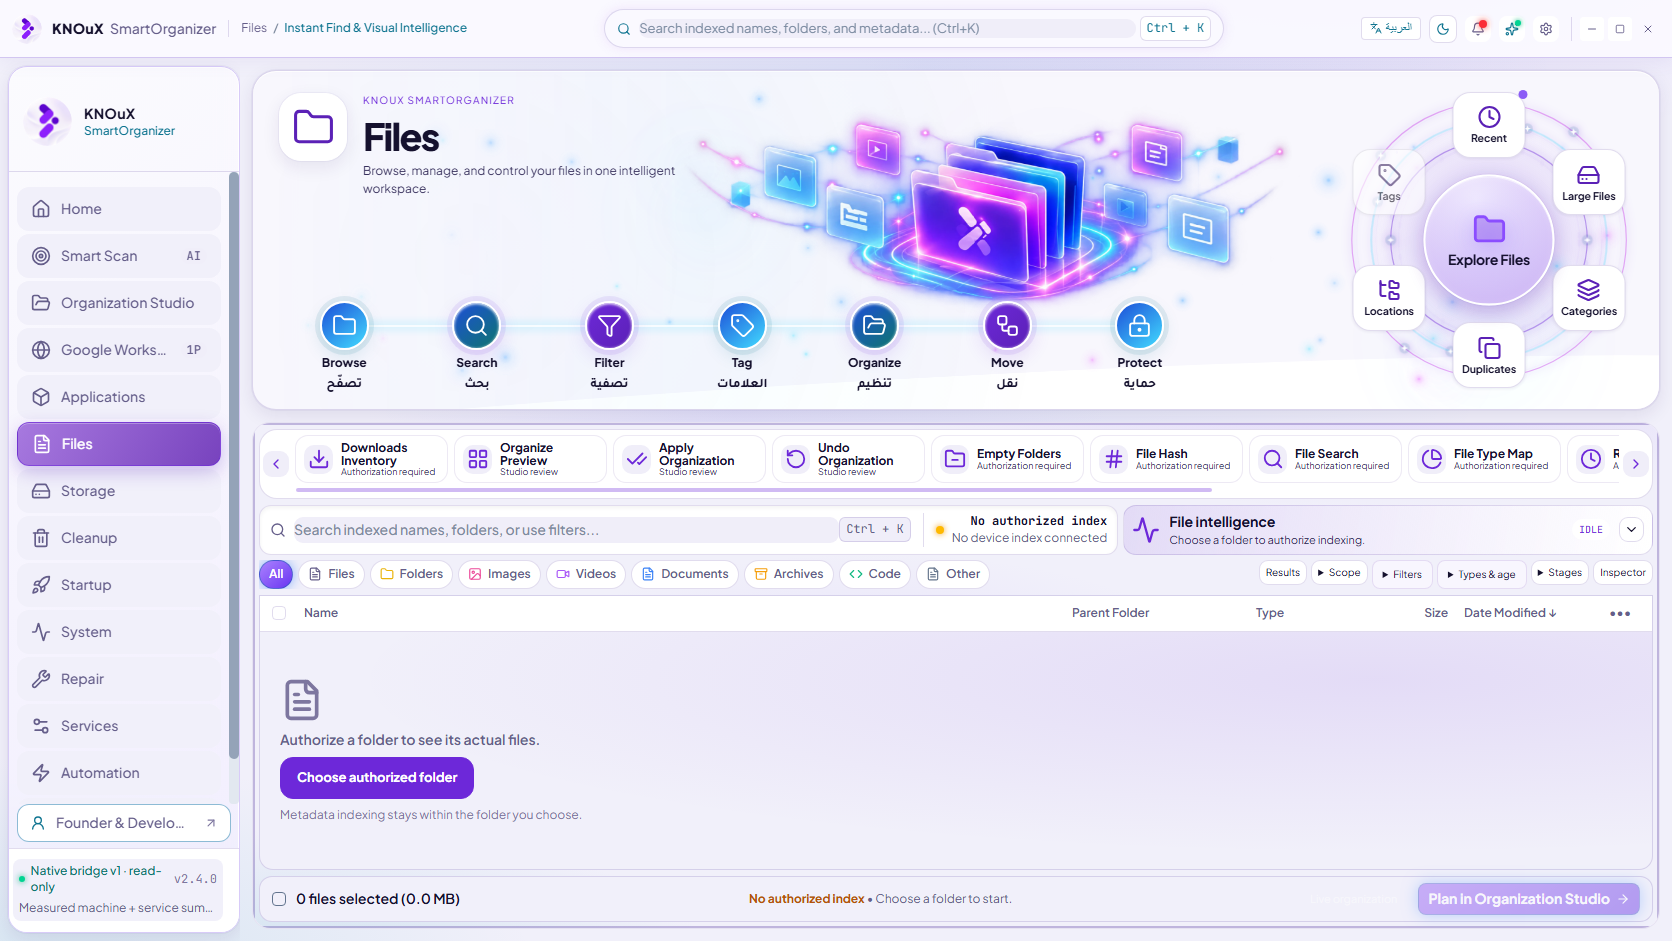 KNOuX SmartOrganizer
Files / Instant Find & Visual Intelligence
Search indexed names, folders, and metadata... (Ctrl+K)
Ctrl + K
العربية
KNOuX
SmartOrganizer
Home
Smart Scan AI
Organization Studio
Google Works... 1P
Applications
Files
Storage
Cleanup
Startup
System
Repair
Services
Automation
Founder & Develo...
Native bridge v1 · read-only
v2.4.0
Measured machine + service sum...
KNOUX SMARTORGANIZER
Files
Browse, manage, and control your files in one intelligent
workspace.
Browse
تصفّح
Search
بحث
Filter
تصفية
Tag
العلامات
Organize
تنظيم
Move
نقل
Protect
حماية
Recent
Tags
Large Files
Explore Files
Locations
Categories
Duplicates
Downloads Inventory
Authorization required
Organize Preview
Studio review
Apply Organization
Studio review
Undo Organization
Studio review
Empty Folders
Authorization required
File Hash
Authorization required
File Search
Authorization required
File Type Map
Authorization required
Search indexed names, folders, or use filters...
Ctrl + K
No authorized index
No device index connected
File intelligence
Choose a folder to authorize indexing.
IDLE
All
Files
Folders
Images
Videos
Documents
Archives
Code
Other
Results
Scope
Filters
Types & age
Stages
Inspector
Name
Parent Folder
Type
Size
Date Modified ↓
•••
Authorize a folder to see its actual files.
Choose authorized folder
Metadata indexing stays within the folder you choose.
0 files selected (0.0 MB)
No authorized index • Choose a folder to start.
Plan in Organization Studio →